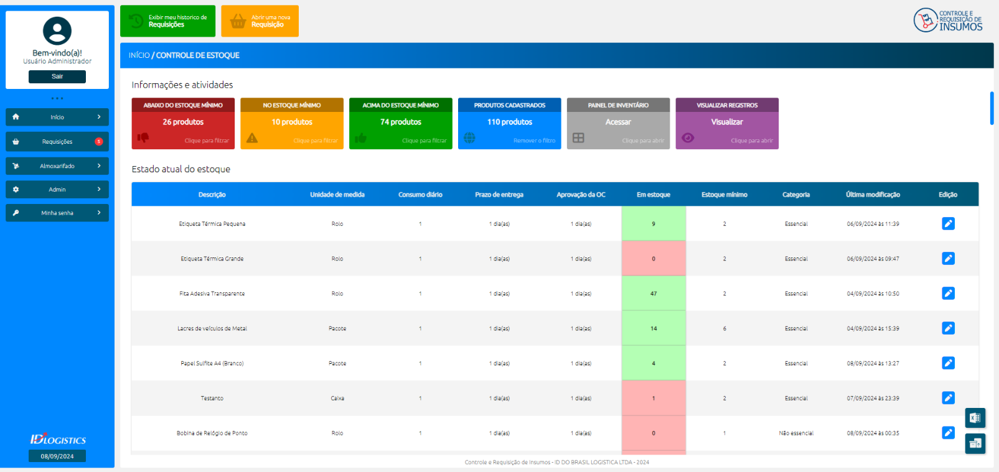 Exibir meu historico de
Requisições
Abrir uma nova
Requisição
CONTROLE E
REQUISIÇÃO DE
INSUMOS
Bem-vindo(a)!
Usuário Administrador
Sair
Início
Requisições 5
Almoxarifado
Admin
Minha senha
ID LOGISTICS
08/09/2024
INÍCIO / CONTROLE DE ESTOQUE
Informações e atividades
ABAIXO DO ESTOQUE MÍNIMO
26 produtos
Clique para filtrar
NO ESTOQUE MÍNIMO
10 produtos
Clique para filtrar
ACIMA DO ESTOQUE MÍNIMO
74 produtos
Clique para filtrar
PRODUTOS CADASTRADOS
110 produtos
Remover o filtro
PAINEL DE INVENTÁRIO
Acessar
Clique para abrir
VISUALIZAR REGISTROS
Visualizar
Clique para abrir
Estado atual do estoque
Descrição Unidade de medida Consumo diário Prazo de entrega Aprovação da OC Em estoque Estoque mínimo Categoria Última modificação Edição
Etiqueta Térmica Pequena Rolo 1 1 dia(as) 1 dia(as) 9 2 Essencial 06/09/2024 às 11:39
Etiqueta Térmica Grande Rolo 1 1 dia(as) 1 dia(as) 0 2 Essencial 06/09/2024 às 09:47
Fita Adesiva Transparente Rolo 1 1 dia(as) 1 dia(as) 47 2 Essencial 04/09/2024 às 10:50
Lacres de veículos de Metal Pacote 1 1 dia(as) 1 dia(as) 14 6 Essencial 04/09/2024 às 15:39
Papel Sulfite A4 (Branco) Pacote 1 1 dia(as) 1 dia(as) 4 2 Essencial 08/09/2024 às 13:27
Testanto Caixa 1 1 dia(as) 1 dia(as) 1 2 Essencial 07/09/2024 às 23:39
Bobina de Relógio de Ponto Rolo 1 1 dia(as) 1 dia(as) 0 1 Não essencial 08/09/2024 às 00:35
Controle e Requisição de Insumos - ID DO BRASIL LOGISTICA LTDA - 2024